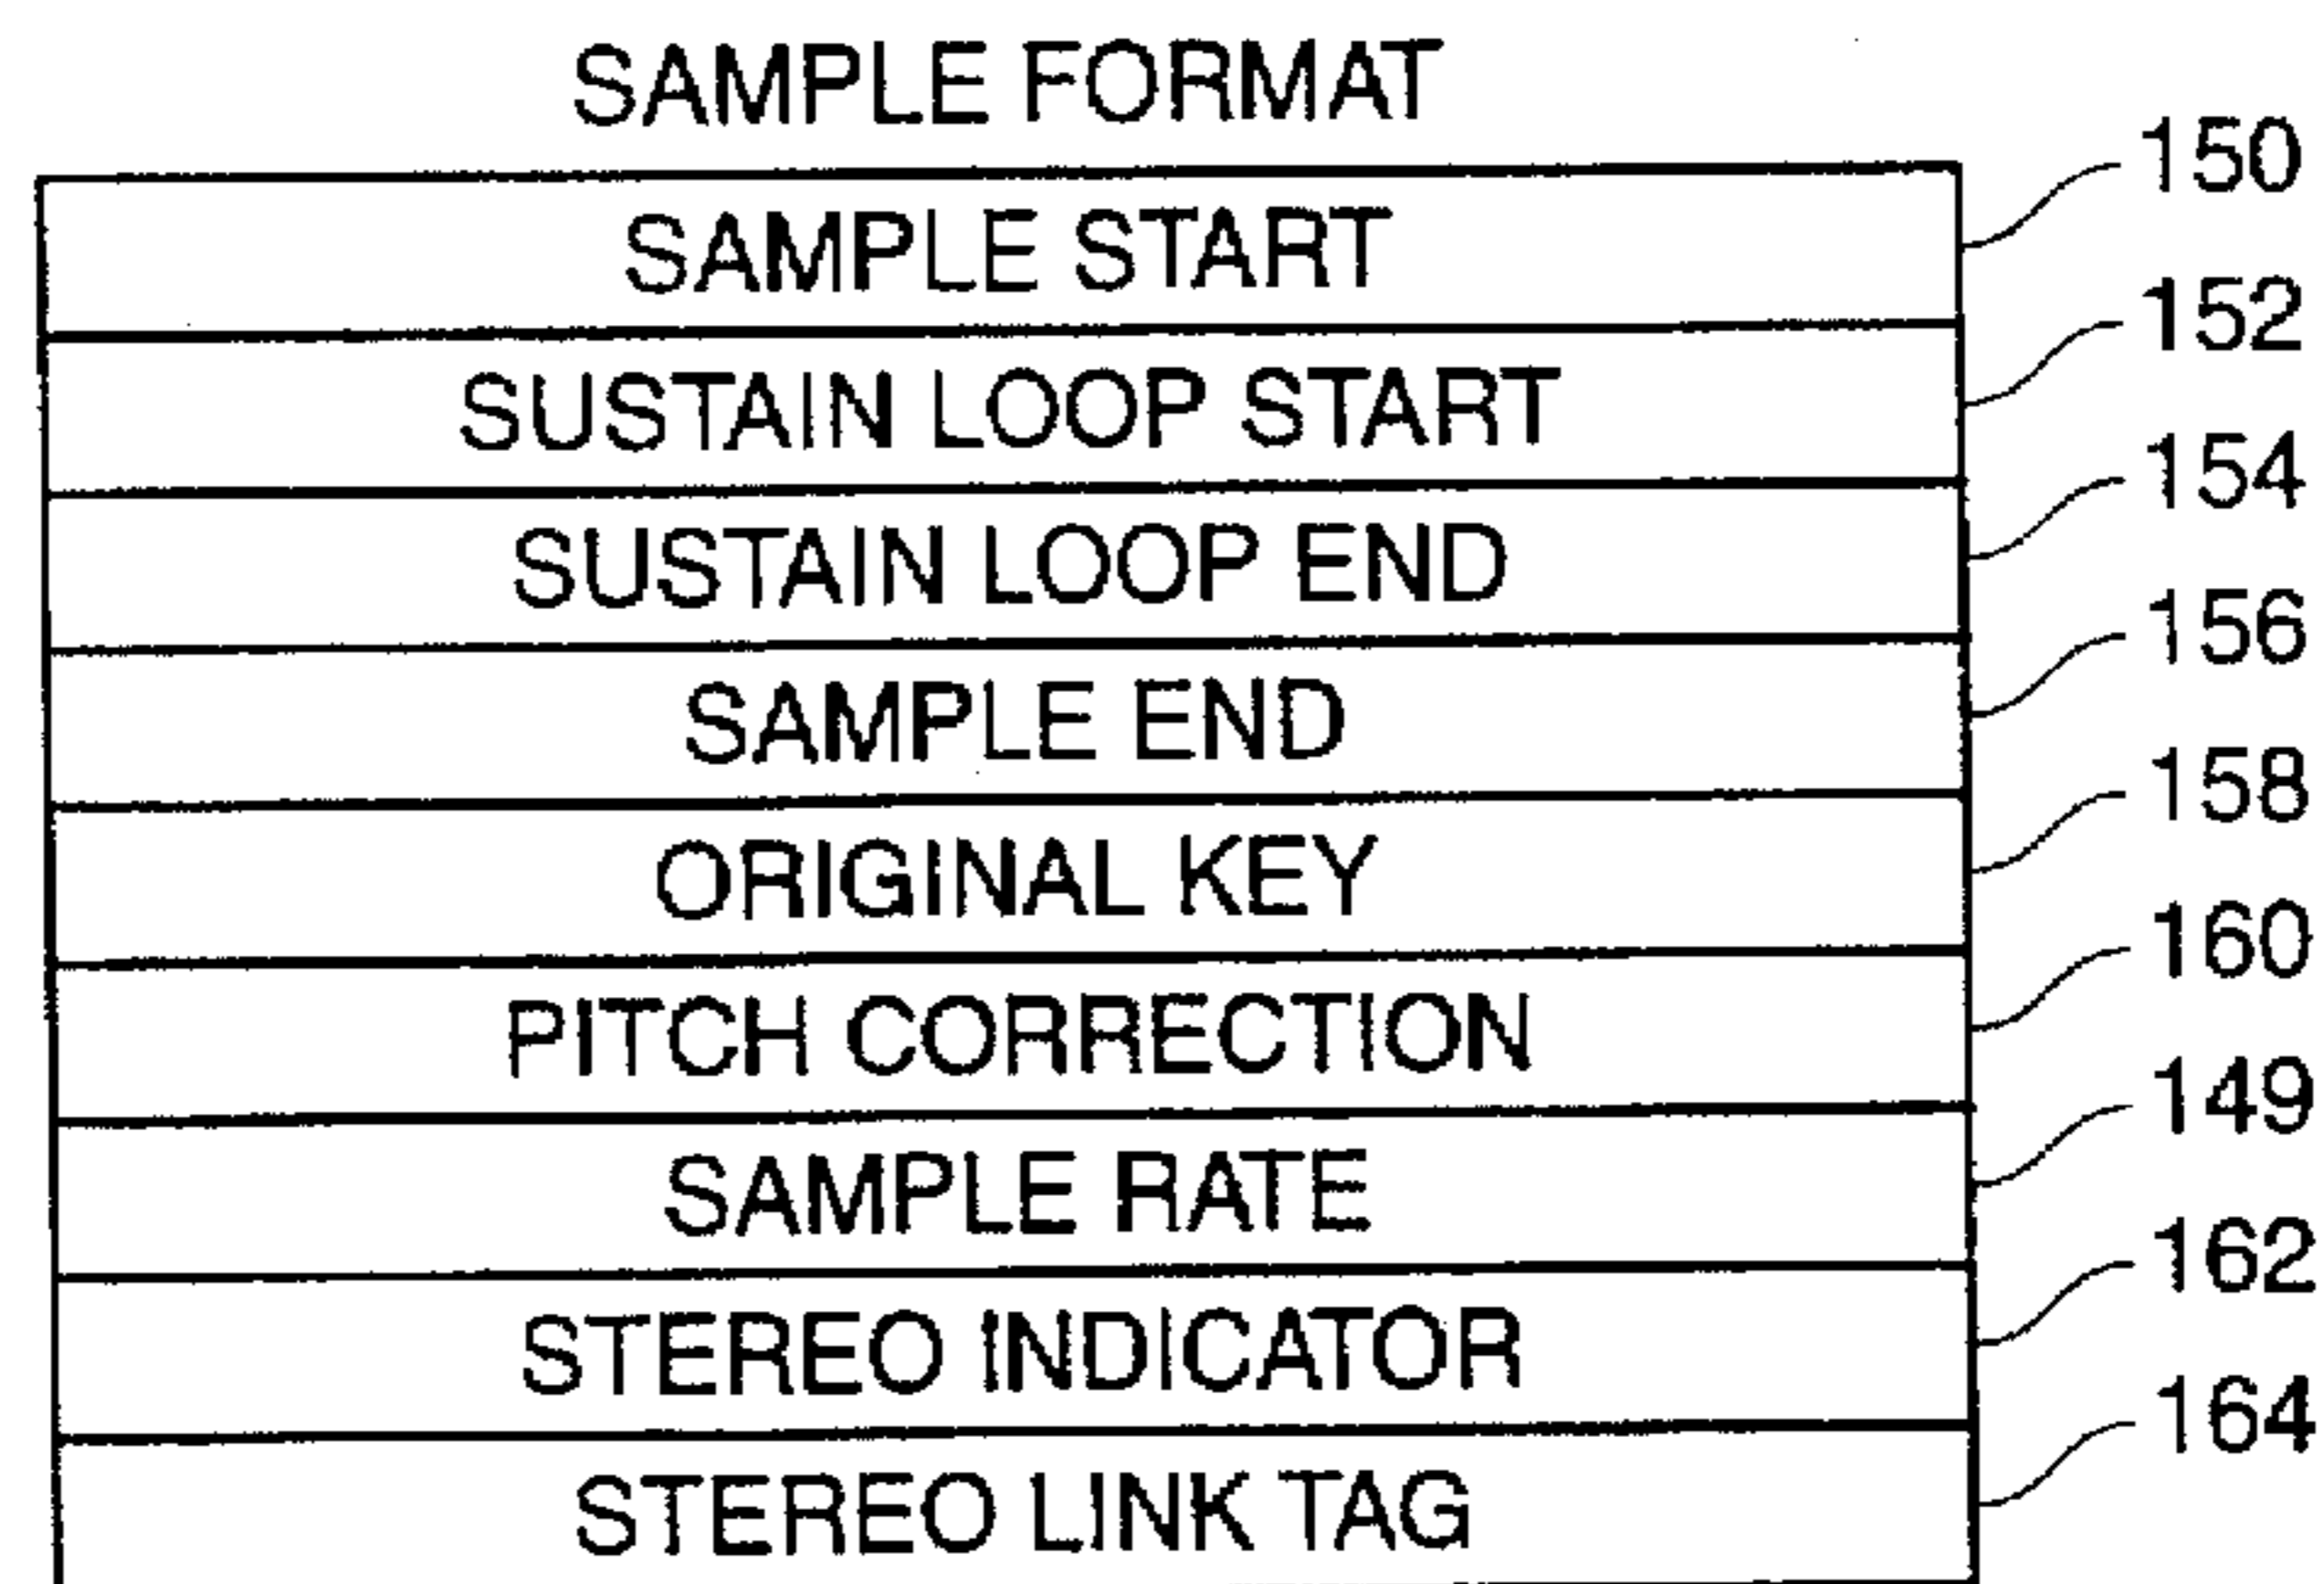 SAMPLE FORMAT
SAMPLE START 150
SUSTAIN LOOP START 152
SUSTAIN LOOP END 154
SAMPLE END 156
ORIGINAL KEY 158
PITCH CORRECTION 160
SAMPLE RATE 149
STEREO INDICATOR 162
STEREO LINK TAG 164